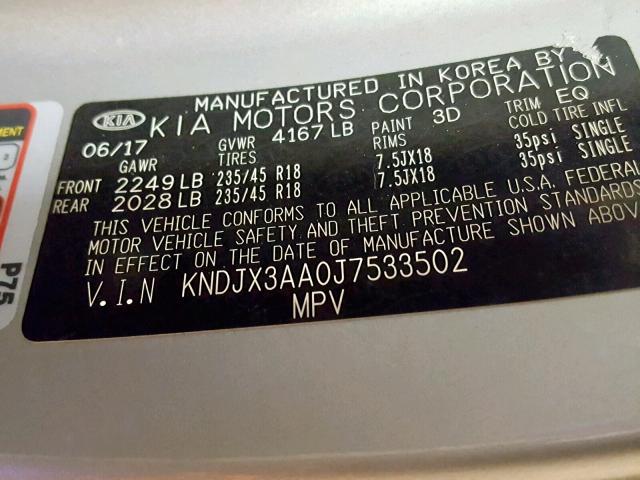 MANUFACTURED IN KOREA BY
KIA KIA MOTORS CORPORATION
06/17 GVWR 4167 LB PAINT 3D TRIM EQ
GAWR TIRES RIMS COLD TIRE INFL
FRONT 2249 LB 235/45 R18 7.5JX18 35psi SINGLE
REAR 2028 LB 235/45 R18 7.5JX18 35psi SINGLE
THIS VEHICLE CONFORMS TO ALL APPLICABLE U.S.A. FEDERAL
MOTOR VEHICLE SAFETY AND THEFT PREVENTION STANDARDS
IN EFFECT ON THE DATE OF MANUFACTURE SHOWN ABOV
V.I.N KNDJX3AA0J7533502
MPV
P75